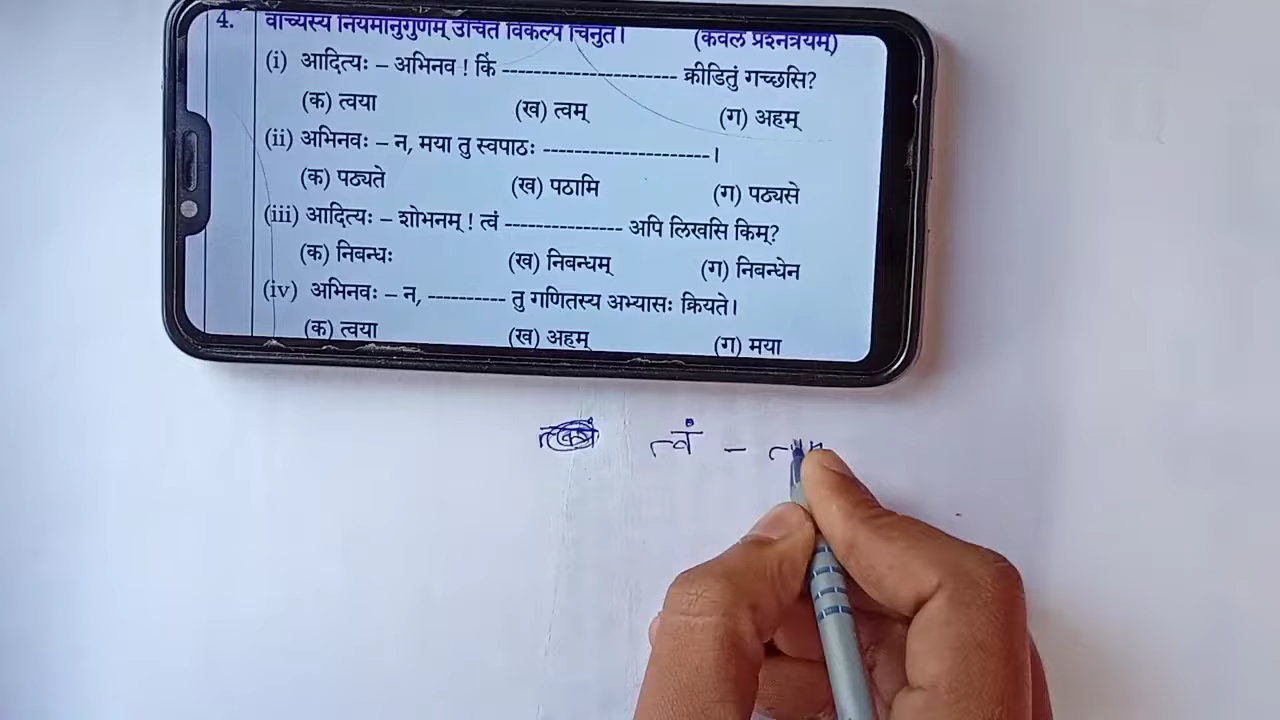 4. वाच्यस्य नियमानुगुणम् उचितं विकल्पं चिनुत। (केवलं प्रश्नत्रयम्)
(i) आदित्यः – अभिनव ! किं ---------------------- क्रीडितुं गच्छसि?
(क) त्वया (ख) त्वम् (ग) अहम्
(ii) अभिनवः – न, मया तु स्वपाठः ---------------------।
(क) पठ्यते (ख) पठामि (ग) पठ्यसे
(iii) आदित्यः – शोभनम् ! त्वं --------------- अपि लिखसि किम्?
(क) निबन्धः (ख) निबन्धम् (ग) निबन्धेन
(iv) अभिनवः – न, ---------- तु गणितस्य अभ्यासः क्रियते।
(क) त्वया (ख) अहम् (ग) मया
त्वं –